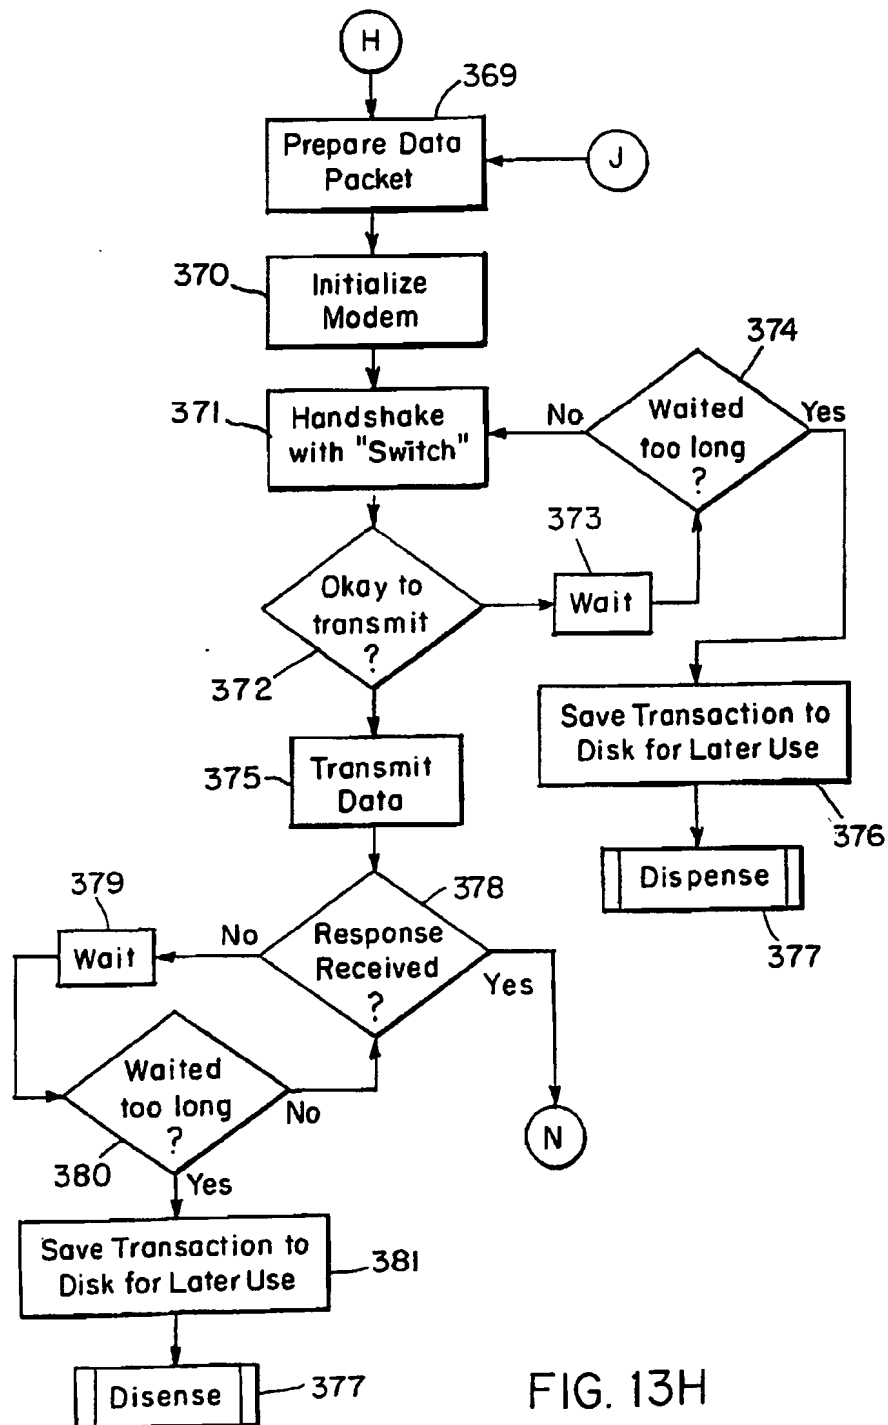 H
369
Prepare Data
Packet
J
370
Initialize
Modem
371
Handshake
with "Switch"
374
No
Waited
too long
?
Yes
373
Wait
Okay to
transmit
?
372
Save Transaction to
Disk for Later Use
376
375
Transmit
Data
Dispense
377
379
Wait
No
378
Response
Received
?
Yes
Waited
too long
?
No
380
Yes
N
Save Transaction to
Disk for Later Use
381
Disense
377
FIG. 13H